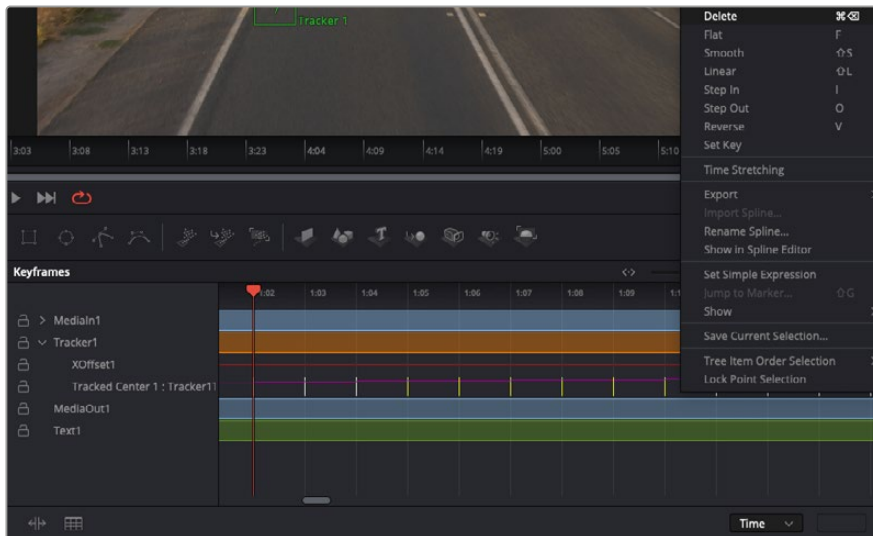 Tracker 1
Delete ⌘⌫
Flat F
Smooth ⇧S
Linear ⇧L
Step In I
Step Out O
Reverse V
Set Key
Time Stretching
Export
Import Spline...
Rename Spline...
Show in Spline Editor
Set Simple Expression
Jump to Marker... ⇧G
Show
Save Current Selection...
Tree Item Order Selection
Lock Point Selection
3:03 3:08 3:13 3:18 3:23 4:04 4:09 4:14 4:19 5:00 5:05 5:10
Keyframes
1:02 1:03 1:04 1:05 1:06 1:07 1:08 1:09 1:1
MediaIn1
Tracker1
XOffset1
Tracked Center 1 : Tracker11
MediaOut1
Text1
Time